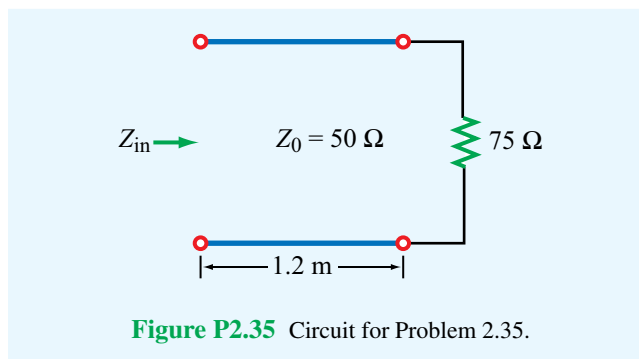 Zin
Z0 = 50 Ω
75 Ω
1.2 m
Figure P2.35 Circuit for Problem 2.35.